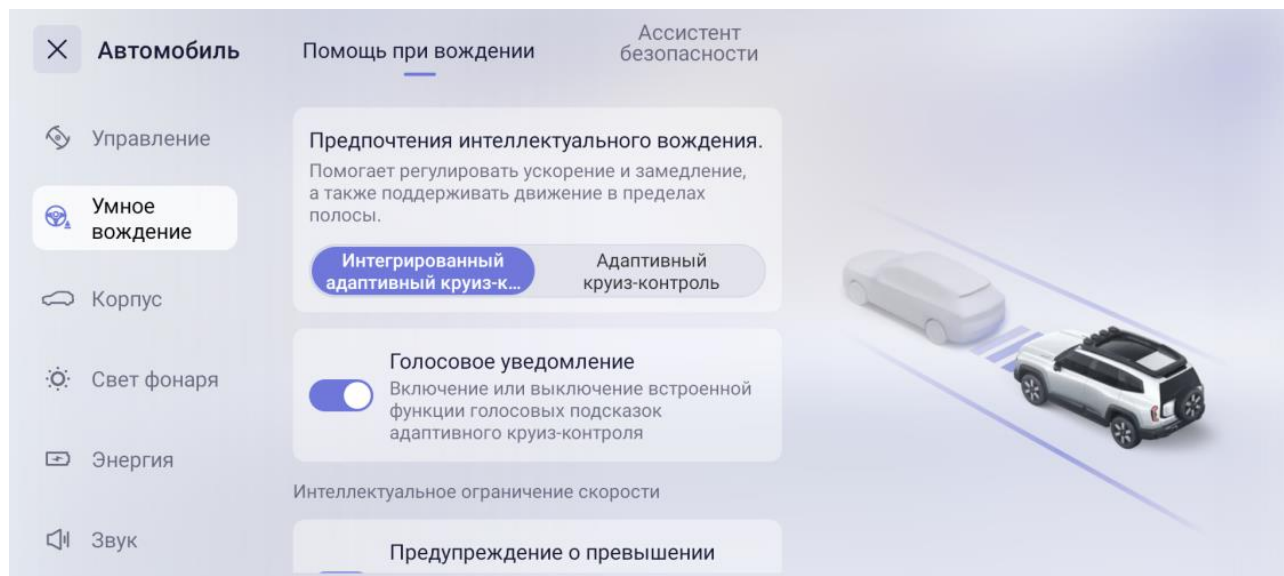 Автомобиль
Управление
Умное
вождение
Корпус
Свет фонаря
Энергия
Звук
Помощь при вождении
Ассистент
безопасности
Предпочтения интеллектуального вождения.
Помогает регулировать ускорение и замедление,
а также поддерживать движение в пределах
полосы.
Интегрированный
адаптивный круиз-к...
Адаптивный
круиз-контроль
Голосовое уведомление
Включение или выключение встроенной
функции голосовых подсказок
адаптивного круиз-контроля
Интеллектуальное ограничение скорости
Предупреждение о превышении